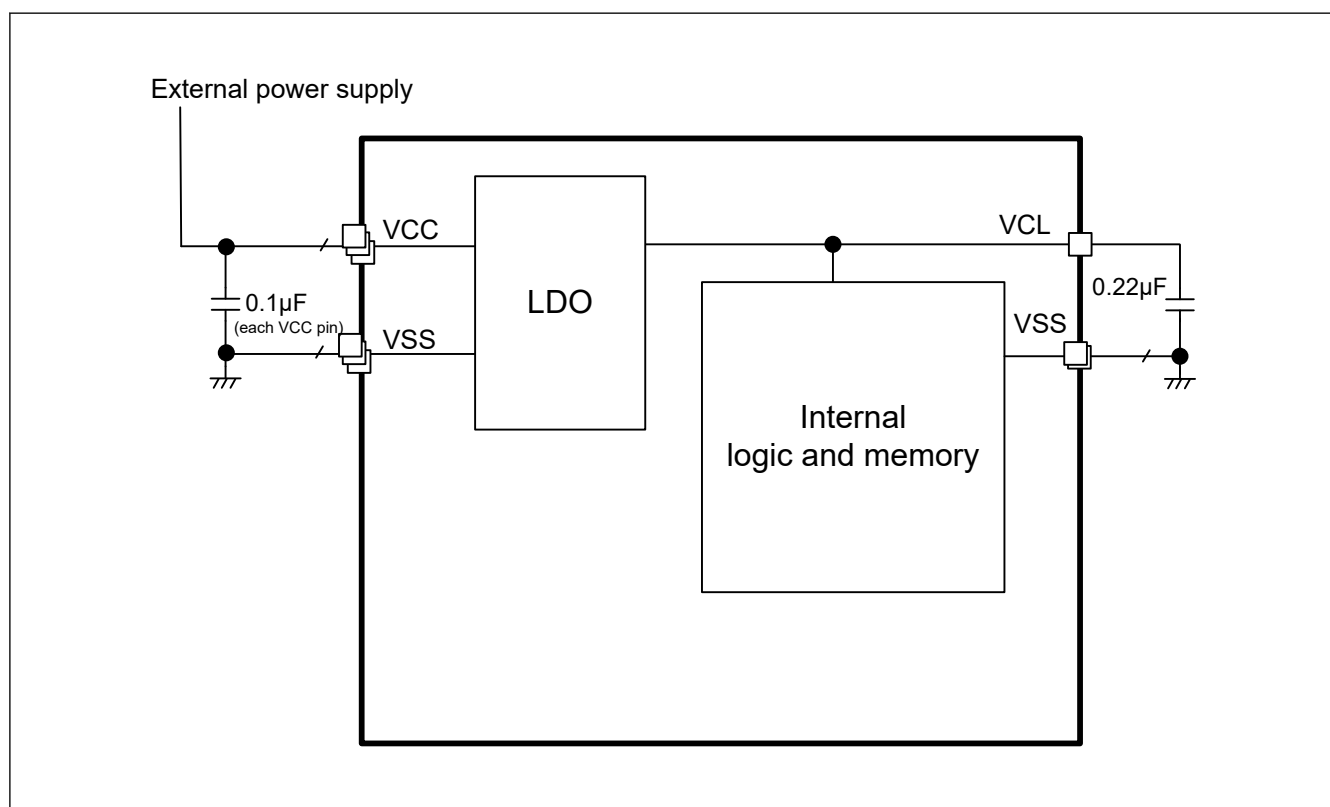 External power supply
VCC
VCL
LDO
0.1µF
(each VCC pin)
0.22µF
VSS
VSS
Internal
logic and memory